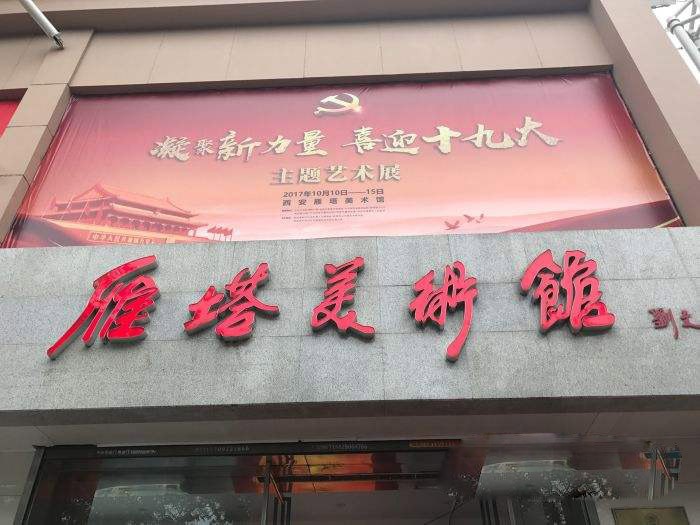 凝聚新力量 喜迎十九大
主题艺术展
2017年10月10日——15日
西安雁塔美术馆
雁塔美術館
劉文